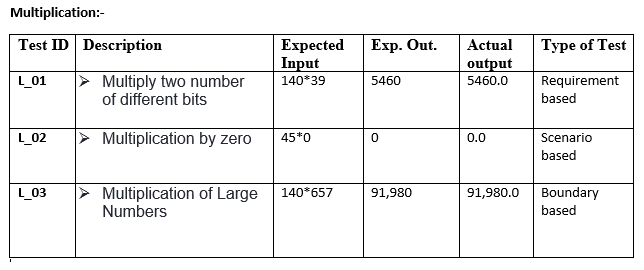 Multiplication:-
Test ID Description Expected Input Exp. Out. Actual output Type of Test
L_01 ➢ Multiply two number of different bits 140*39 5460 5460.0 Requirement based
L_02 ➢ Multiplication by zero 45*0 0 0.0 Scenario based
L_03 ➢ Multiplication of Large Numbers 140*657 91,980 91,980.0 Boundary based